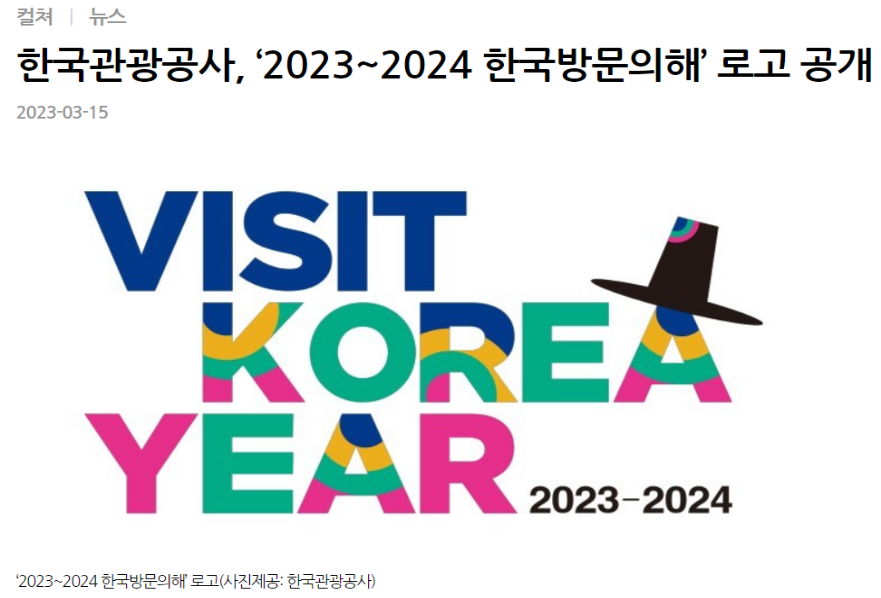 컬쳐 | 뉴스
한국관광공사, ‘2023~2024 한국방문의해’ 로고 공개
2023-03-15
VISIT
KOREA
YEAR 2023-2024
‘2023~2024 한국방문의해’ 로고(사진제공: 한국관광공사)